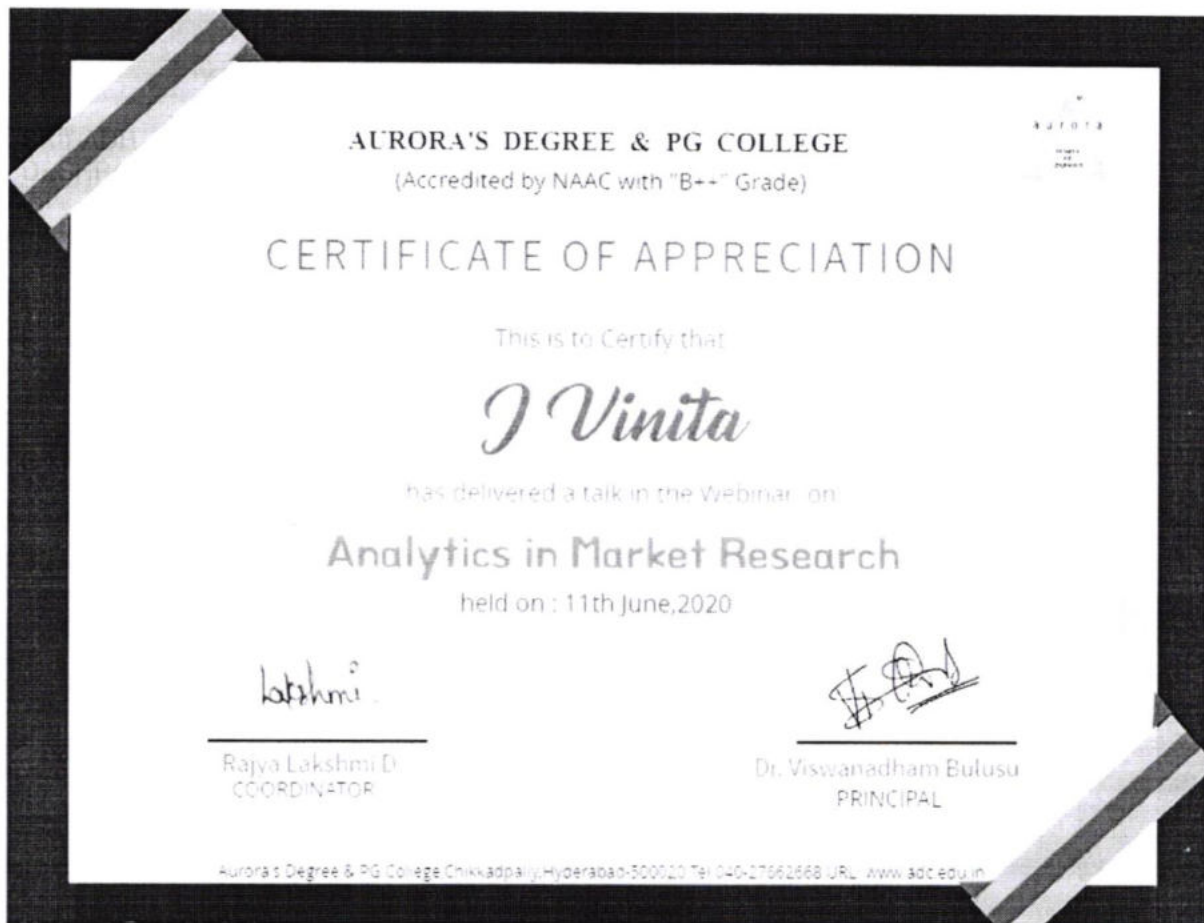 AURORA'S DEGREE & PG COLLEGE
(Accredited by NAAC with "B++" Grade)
aurora
CERTIFICATE OF APPRECIATION
This is to Certify that
J Vinita
has delivered a talk in the Webinar on
Analytics in Market Research
held on : 11th June,2020
Lakshmi
Rajya Lakshmi D
COORDINATOR
Dr. Viswanadham Bulusu
PRINCIPAL
Aurora's Degree & PG College,Chikkadpally,Hyderabad-500020 Tel 040-27662668 URL: www.adc.edu.in